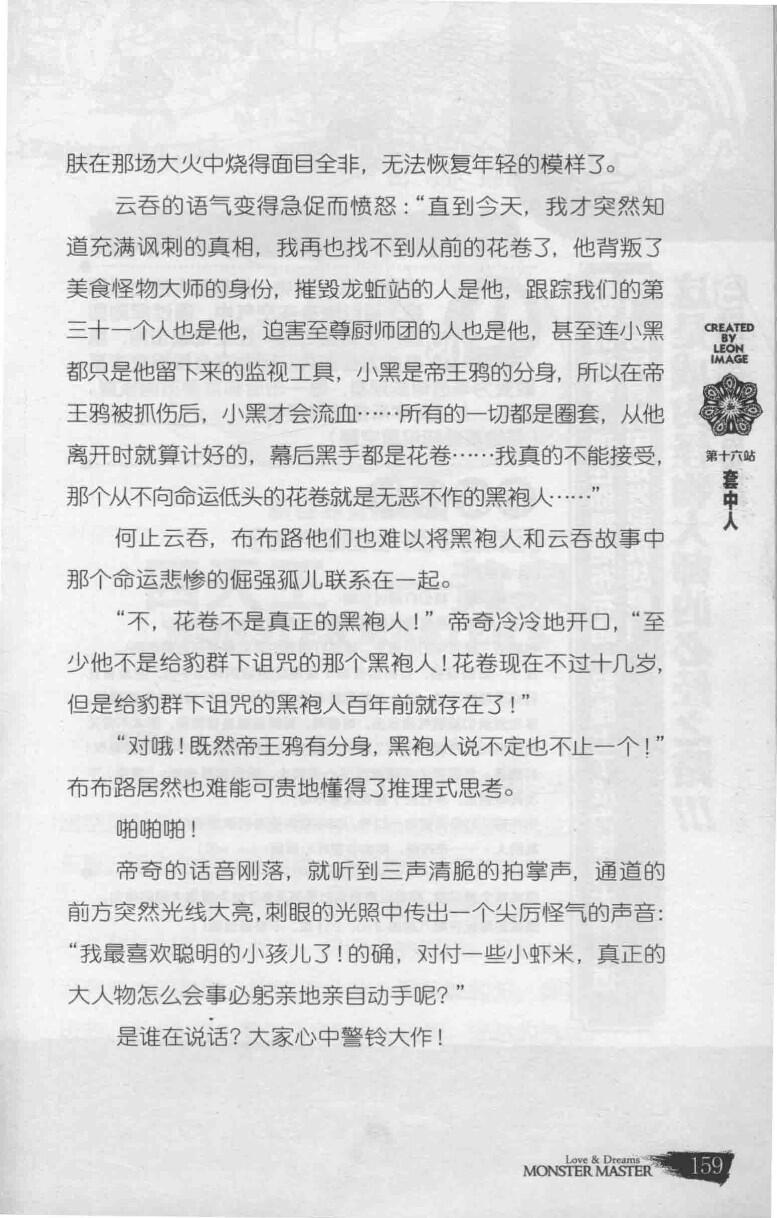 肤在那场大火中烧得面目全非，无法恢复年轻的模样了。
云吞的语气变得急促而愤怒：“直到今天，我才突然知
道充满讽刺的真相，我再也找不到从前的花卷了，他背叛了
美食怪物大师的身份，摧毁龙蚯站的人是他，跟踪我们的第
三十一个人也是他，迫害至尊厨师团的人也是他，甚至连小黑
都只是他留下来的监视工具，小黑是帝王鸦的分身，所以在帝
王鸦被抓伤后，小黑才会流血……所有的一切都是圈套，从他
离开时就算计好的，幕后黑手都是花卷……我真的不能接受，
那个从不向命运低头的花卷就是无恶不作的黑袍人……”
何止云吞，布布路他们也难以将黑袍人和云吞故事中
那个命运悲惨的倔强孤儿联系在一起。
“不，花卷不是真正的黑袍人！”帝奇冷冷地开口，“至
少他不是给豹群下诅咒的那个黑袍人！花卷现在不过十几岁，
但是给豹群下诅咒的黑袍人百年前就存在了！”
“对哦！既然帝王鸦有分身，黑袍人说不定也不止一个！”
布布路居然也难能可贵地懂得了推理式思考。
啪啪啪！
帝奇的话音刚落，就听到三声清脆的拍掌声，通道的
前方突然光线大亮，刺眼的光照中传出一个尖厉怪气的声音：
“我最喜欢聪明的小孩儿了！的确，对付一些小虾米，真正的
大人物怎么会事必躬亲地亲自动手呢？”
是谁在说话？大家心中警铃大作！
CREATED
BY
LEON
IMAGE
第十六站
套中人
Love & Dreams
MONSTER MASTER 159